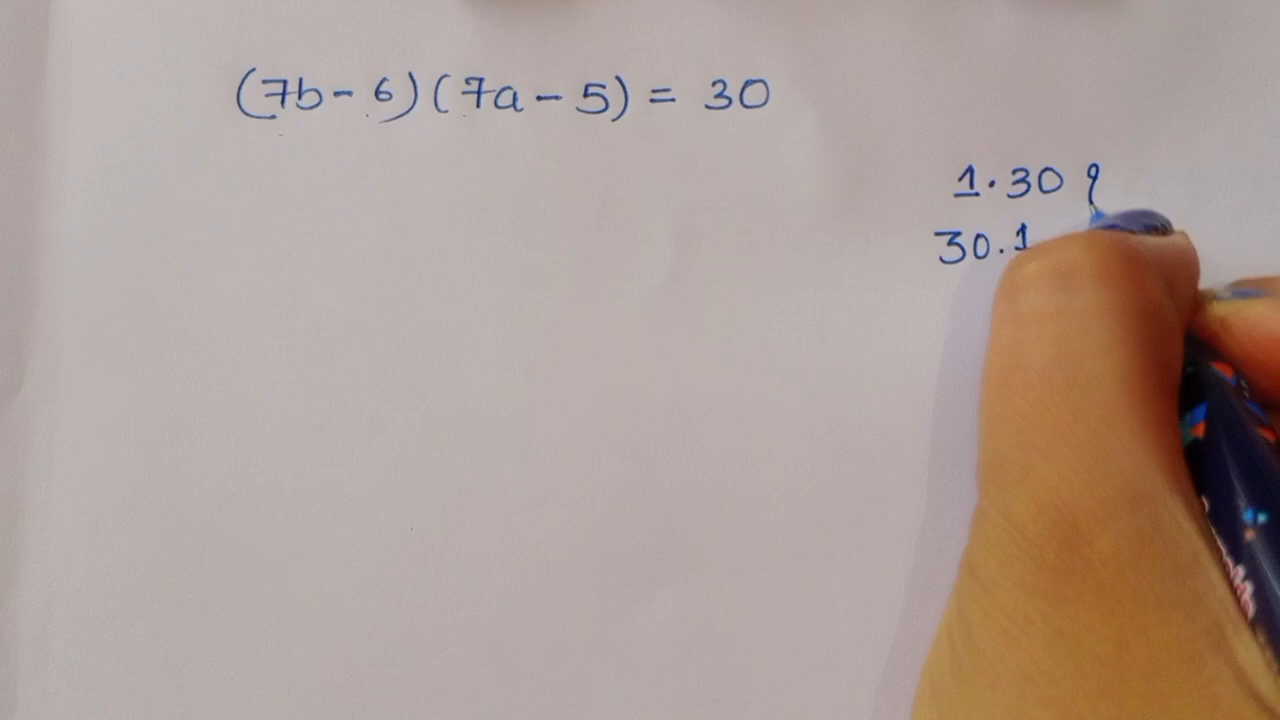 (7b - 6)(7a - 5) = 30
1.30
30.1